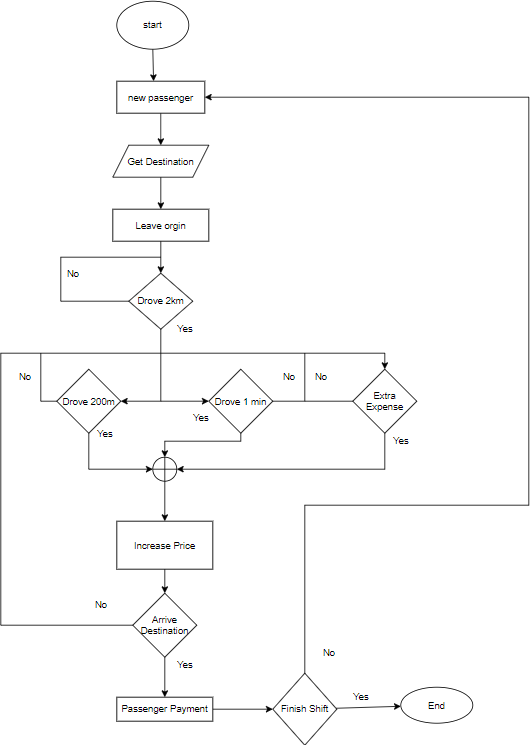 start
new passenger
Get Destination
Leave orgin
No
Drove 2km
Yes
No
No
No
Drove 200m
Drove 1 min
Extra
Expense
Yes
Yes
Yes
Increase Price
No
Arrive
Destination
Yes
No
Passenger Payment
Finish Shift
Yes
End